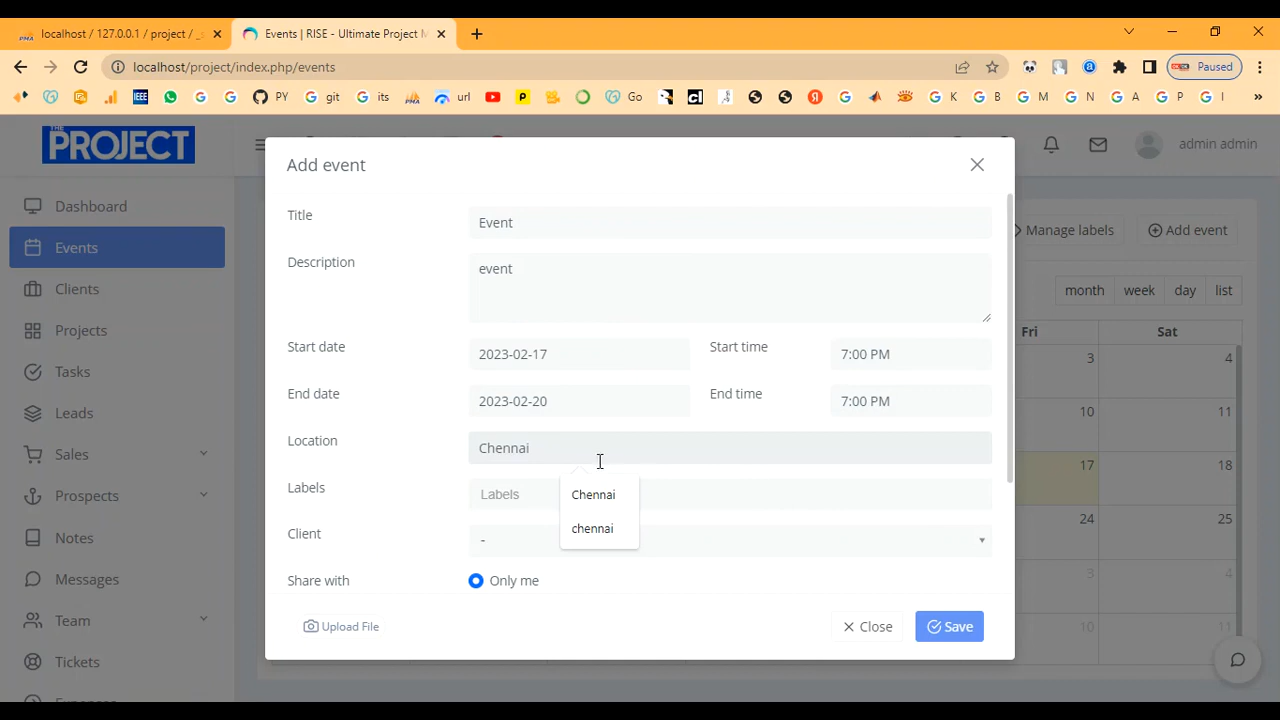 localhost / 127.0.0.1 / project / _s
Events | RISE - Ultimate Project M
localhost/project/index.php/events
Paused
PY
git
its
url
Go
K
B
M
N
A
P
I
THE
PROJECT
admin admin
Dashboard
Events
Clients
Projects
Tasks
Leads
Sales
Prospects
Notes
Messages
Team
Tickets
Add event
Title
Event
Description
event
Start date
2023-02-17
Start time
7:00 PM
End date
2023-02-20
End time
7:00 PM
Location
Chennai
Labels
Labels
Chennai
chennai
Client
-
Share with
Only me
Upload File
Close
Save
Manage labels
Add event
month
week
day
list
Fri
Sat
3
4
10
11
17
18
24
25
3
4
10
11